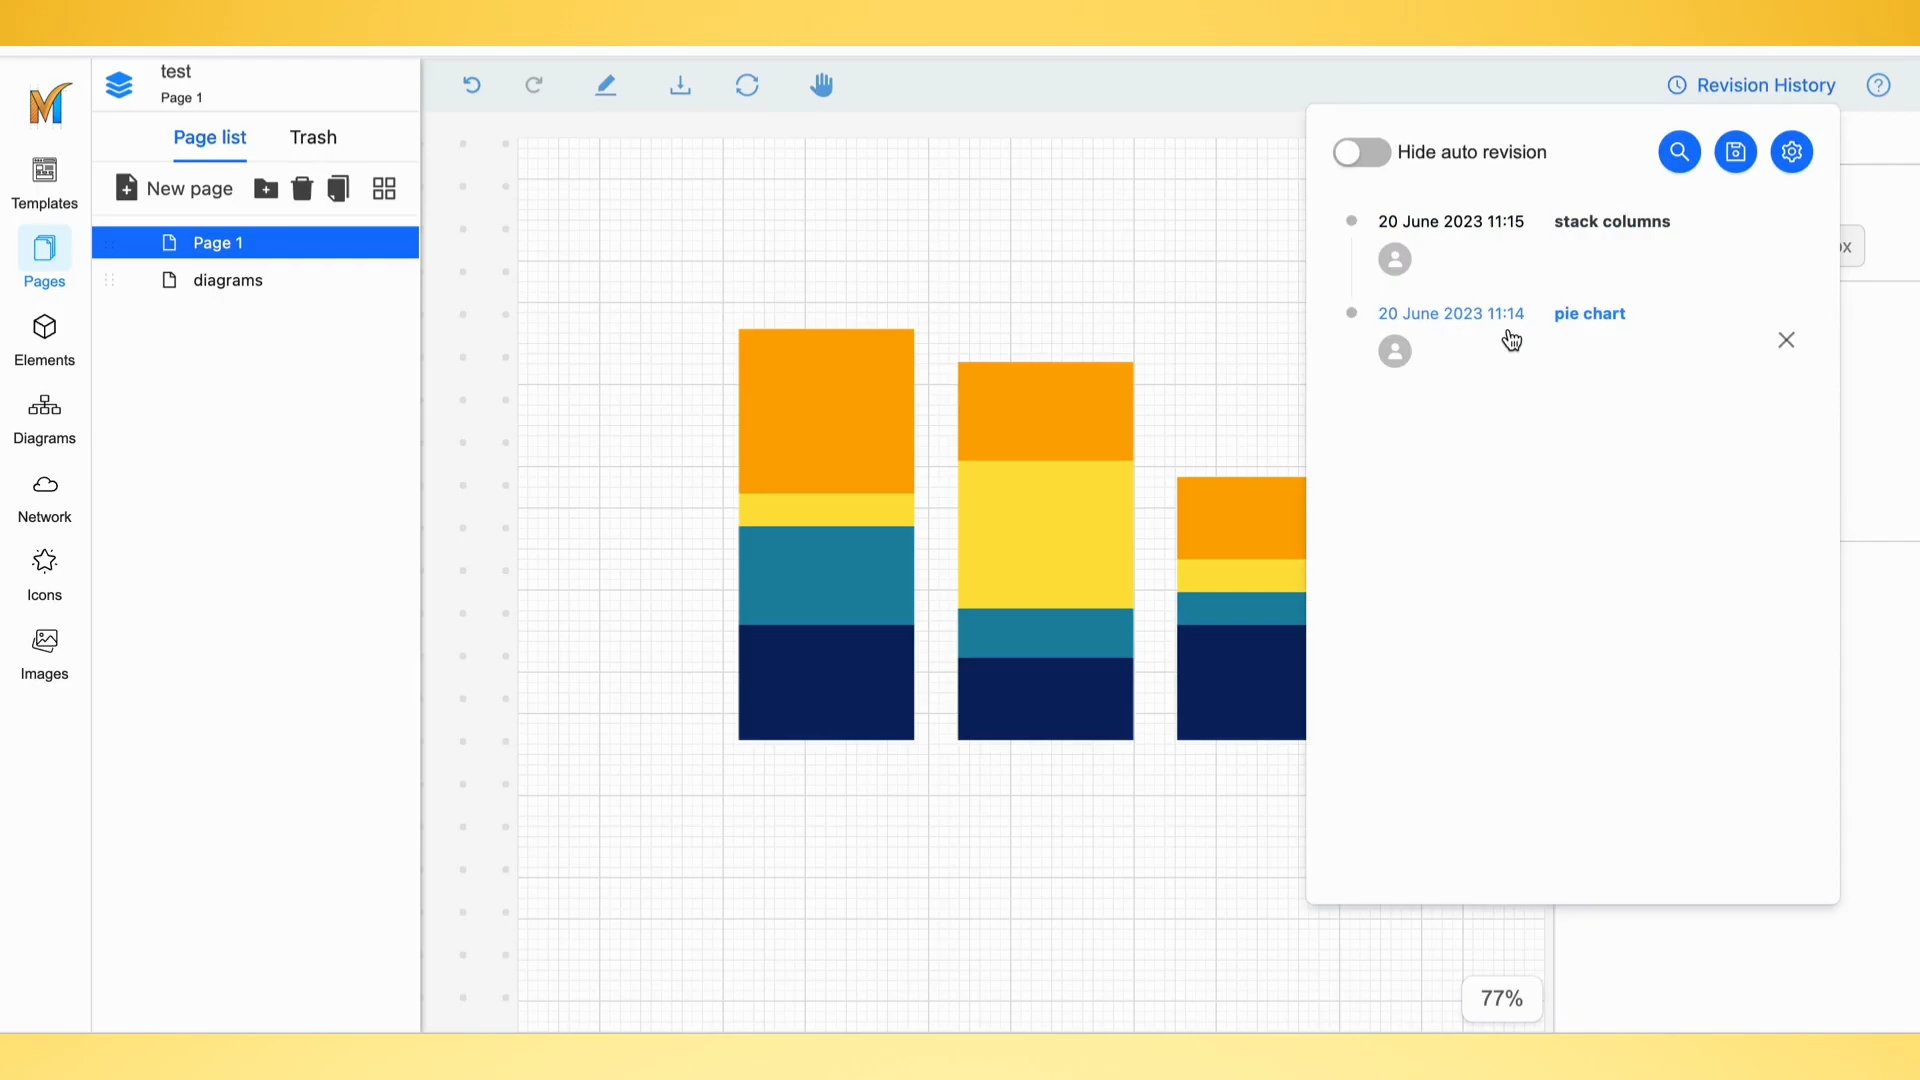 test
Page 1
Revision History
Page list
Trash
Hide auto revision
New page
Templates
20 June 2023 11:15 stack columns
Page 1
Pages
diagrams
20 June 2023 11:14 pie chart
Elements
Diagrams
Network
Icons
Images
77%